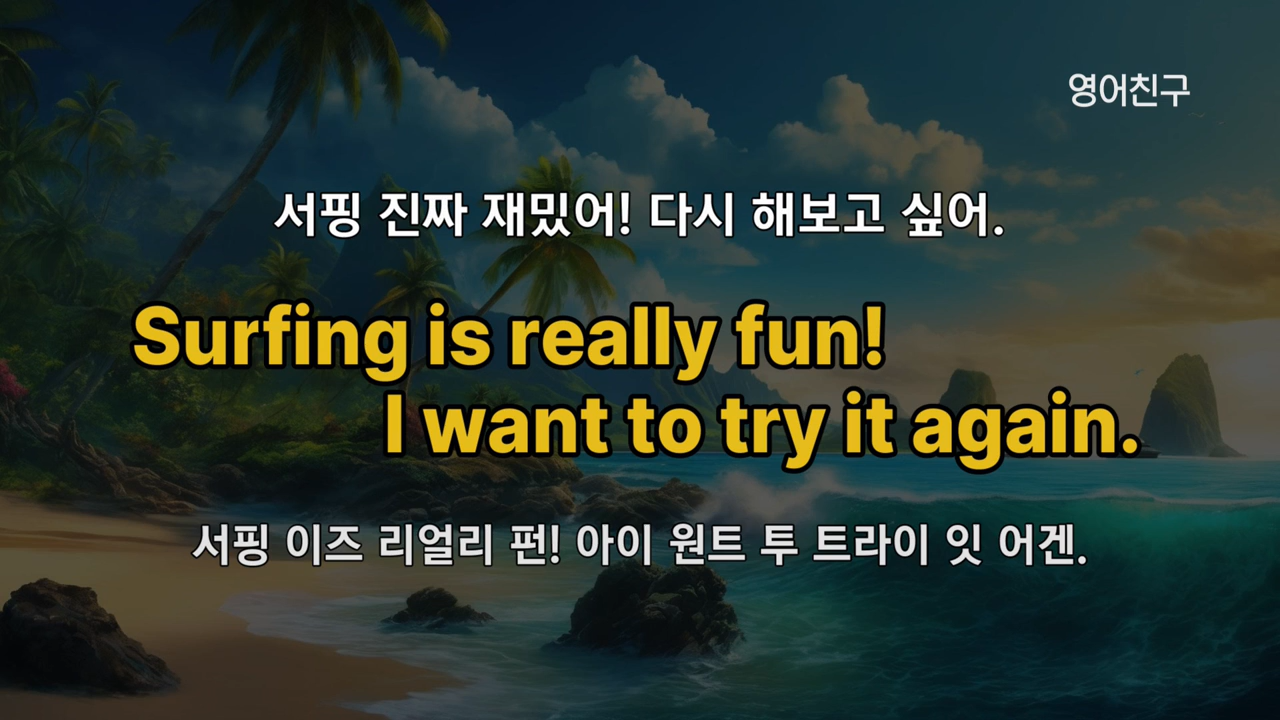 영어친구
서핑 진짜 재밌어! 다시 해보고 싶어.
Surfing is really fun!
I want to try it again.
서핑 이즈 리얼리 펀! 아이 원트 투 트라이 잇 어겐.